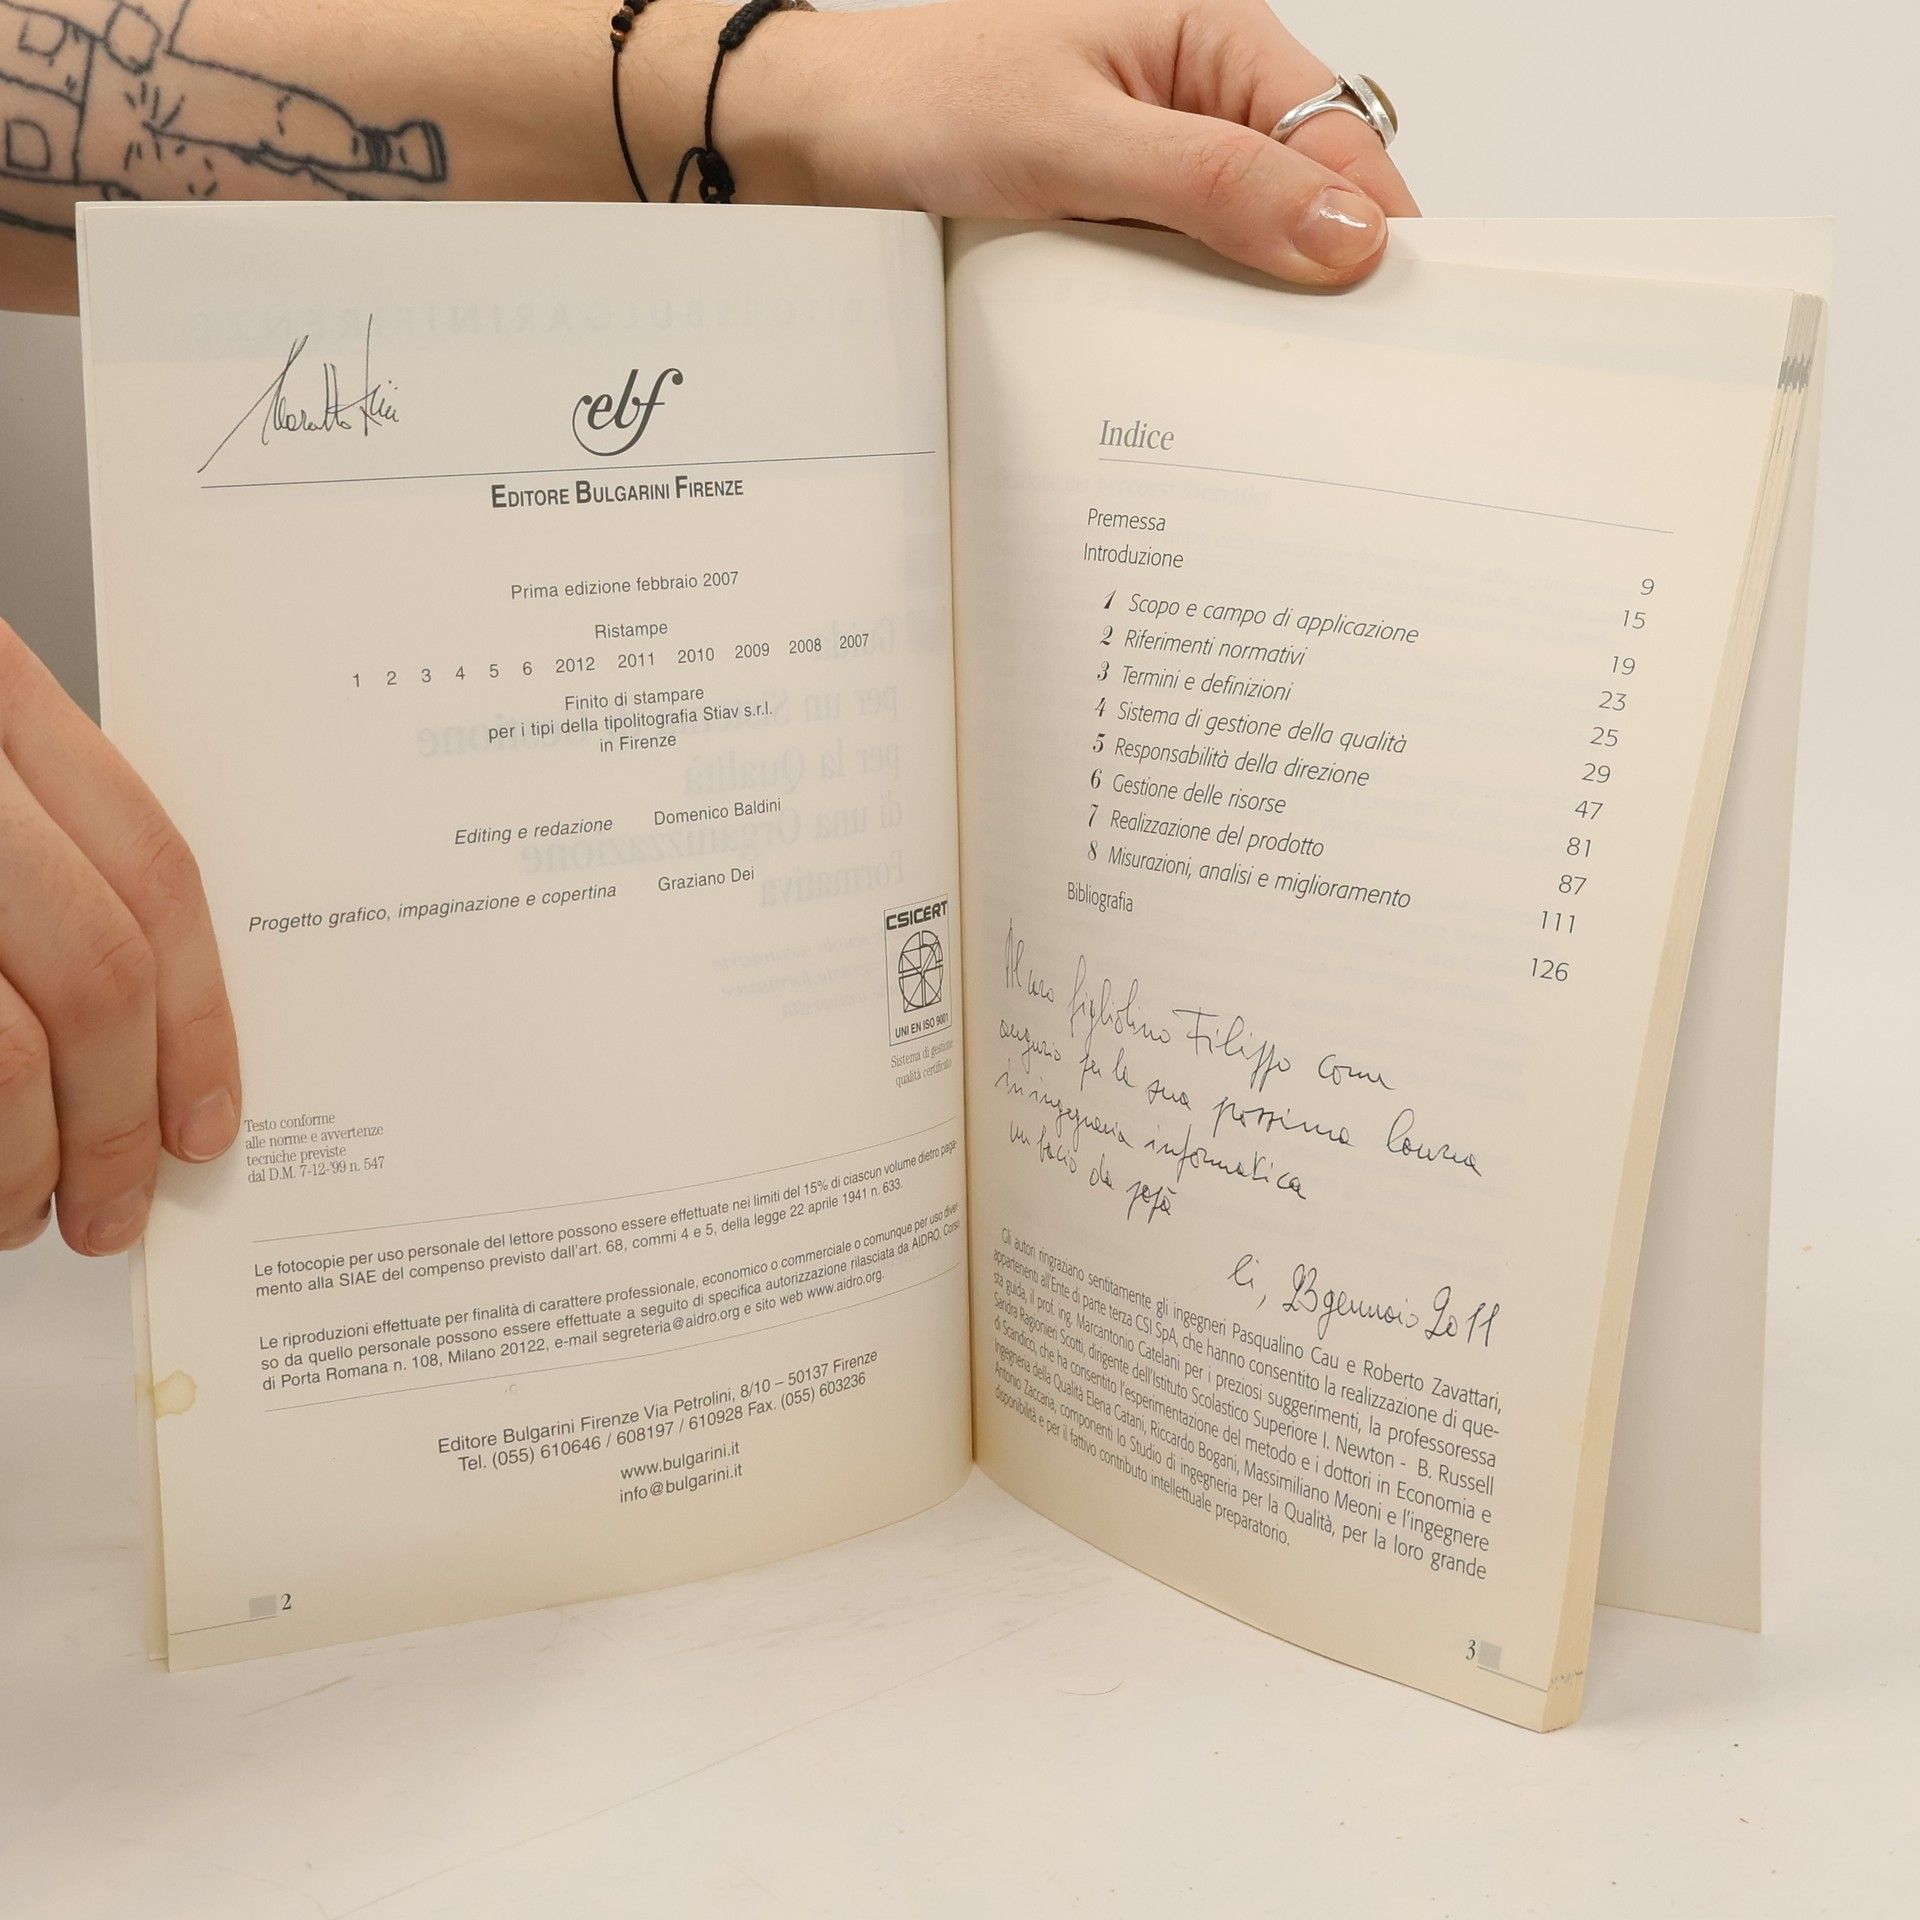 ebf
EDITORE BULGARINI FIRENZE
Prima edizione febbraio 2007
Ristampe
1 2 3 4 5 6 2012 2011 2010 2009 2008 2007
Finito di stampare
per i tipi della tipolitografia Stiav s.r.l.
in Firenze
Editing e redazione Domenico Baldini
Progetto grafico, impaginazione e copertina Graziano Dei
CSICERT
UNI EN ISO 9001
Sistema di gestione
qualità certificato
Testo conforme
alle norme e avvertenze
tecniche previste
dal D.M. 7-12-'99 n. 547
Le fotocopie per uso personale del lettore possono essere effettuate nei limiti del 15% di ciascun volume dietro paga-
mento alla SIAE del compenso previsto dall'art. 68, commi 4 e 5, della legge 22 aprile 1941 n. 633.
Le riproduzioni effettuate per finalità di carattere professionale, economico o commerciale o comunque per uso diver-
so da quello personale possono essere effettuate a seguito di specifica autorizzazione rilasciata da AIDRO, Corso
di Porta Romana n. 108, Milano 20122, e-mail segreteria@aidro.org e sito web www.aidro.org.
Editore Bulgarini Firenze Via Petrolini, 8/10 – 50137 Firenze
Tel. (055) 610646 / 608197 / 610928 Fax. (055) 603236
www.bulgarini.it
info@bulgarini.it
2
Indice
Premessa 9
Introduzione 15
1 Scopo e campo di applicazione 19
2 Riferimenti normativi 23
3 Termini e definizioni 25
4 Sistema di gestione della qualità 29
5 Responsabilità della direzione 47
6 Gestione delle risorse 81
7 Realizzazione del prodotto 87
8 Misurazioni, analisi e miglioramento 111
Bibliografia 126
Al caro figliolino Filippo come
augurio per la sua prossima laurea
in ingegneria informatica
un bacio da papà
li, 23 gennaio 2011
Gli autori ringraziano sentitamente gli ingegneri Pasqualino Cau e Roberto Zavattari,
appartenenti all'Ente di parte terza CSI SpA, che hanno consentito la realizzazione di que-
sta guida, il prof. ing. Marcantonio Catelani per i preziosi suggerimenti, la professoressa
Sandra Ragionieri Scotti, dirigente dell'Istituto Scolastico Superiore I. Newton - B. Russell
di Scandicci, che ha consentito l'esperimentazione del metodo e i dottori in Economia e
Ingegneria della Qualità Elena Catani, Riccardo Bogani, Massimiliano Meoni e l'ingegnere
Antonio Zaccaria, componenti lo Studio di ingegneria per la Qualità, per la loro grande
disponibilità e per il fattivo contributo intellettuale preparatorio.
3